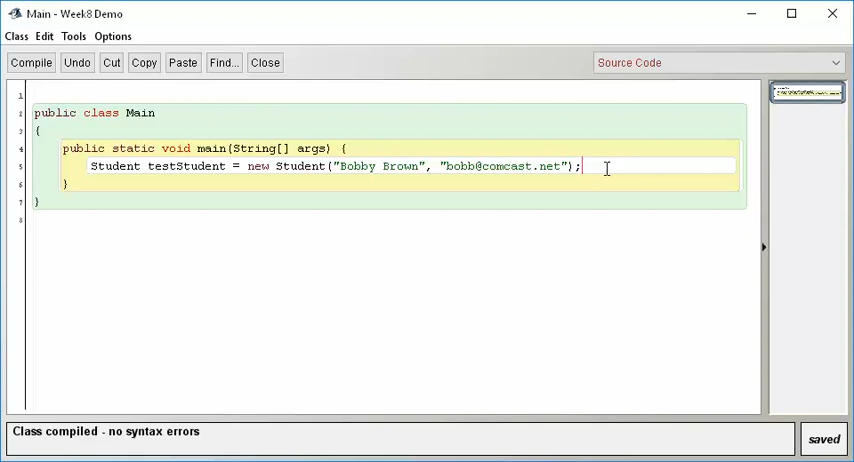 Main - Week8 Demo
Class Edit Tools Options
Compile Undo Cut Copy Paste Find... Close Source Code
1
2 public class Main
3 {
4 public static void main(String[] args) {
5 Student testStudent = new Student("Bobby Brown", "bobb@comcast.net");
6 }
7 }
8
Class compiled - no syntax errors
saved